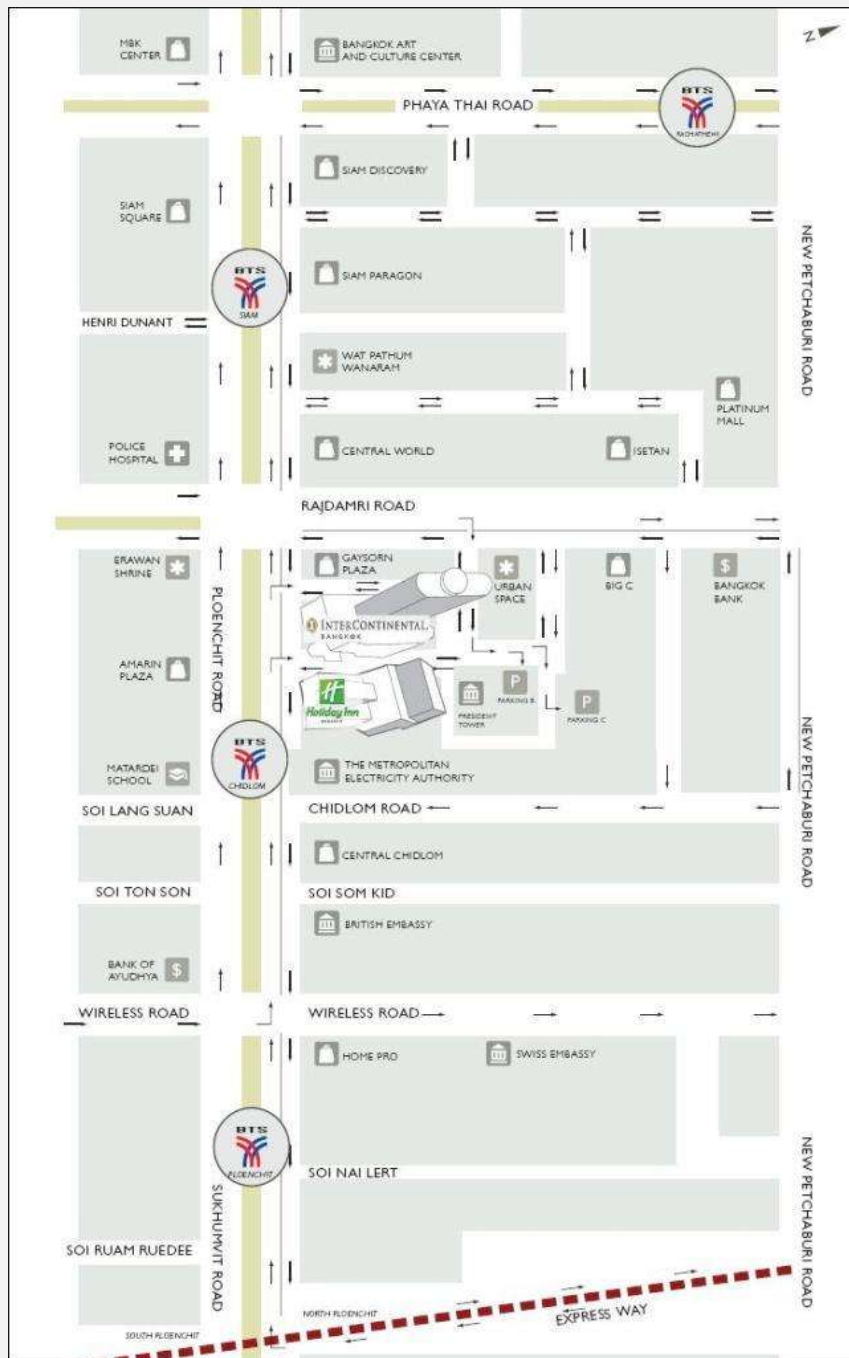 MBK
CENTER
BANGKOK ART
AND CULTURE CENTER
N
PHAYA THAI ROAD
BTS
RACHATHEWI
SIAM DISCOVERY
SIAM
SQUARE
NEW PETCHABURI ROAD
BTS
SIAM
SIAM PARAGON
HENRI DUNANT
WAT PATHUM
WANARAM
PLATINUM
MALL
POLICE
HOSPITAL
CENTRAL WORLD
ISETAN
RAJDAMRI ROAD
ERAWAN
SHRINE
PLOENCHIT ROAD
GAYSORN
PLAZA
URBAN
SPACE
BIG C
$
BANGKOK
BANK
INTERCONTINENTAL.
BANGKOK
AMARIN
PLAZA
H
Holiday Inn
P
PARKING B
PRESIDENT
TOWER
P
PARKING C
NEW PETCHABURI ROAD
BTS
CHIDLOM
MATARDEI
SCHOOL
THE METROPOLITAN
ELECTRICITY AUTHORITY
SOI LANG SUAN
CHIDLOM ROAD
CENTRAL CHIDLOM
SOI TON SON
SOI SOM KID
BRITISH EMBASSY
BANK OF
AYUDHYA
$
WIRELESS ROAD
WIRELESS ROAD
HOME PRO
SWISS EMBASSY
BTS
PLOENCHIT
SOI NAI LERT
SUKHUMVIT ROAD
NEW PETCHABURI ROAD
SOI RUAM RUEDEE
NORTH PLOENCHIT
EXPRESS WAY
SOUTH PLOENCHIT